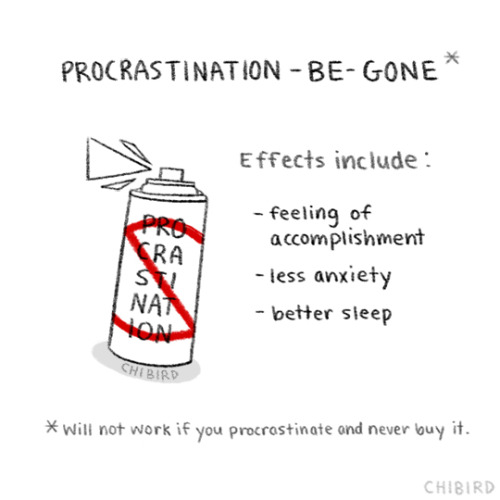 PROCRASTINATION-BE-GONE*
Effects include:
- feeling of
accomplishment
- less anxiety
- better sleep
PRO
CRA
STI
NAT
ION
CHIBIRD
* Will not work if you procrastinate and never buy it.
CHIBIRD